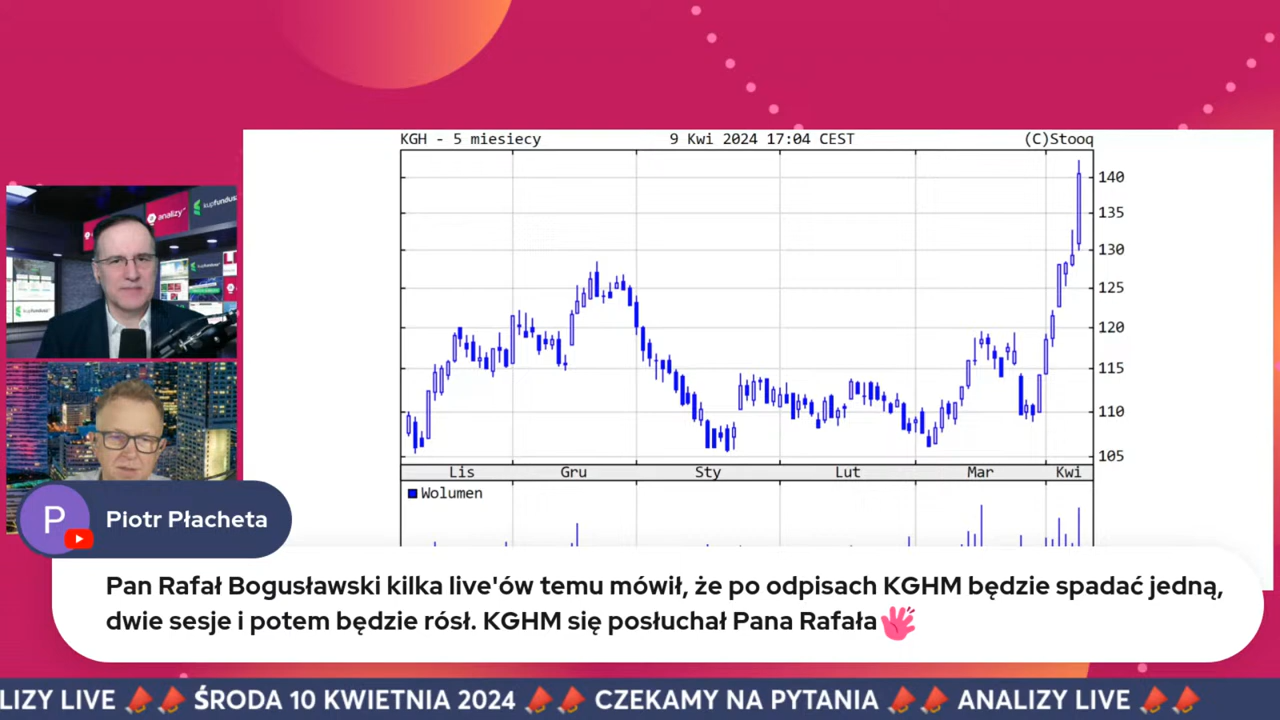 KGH - 5 miesiecy 9 Kwi 2024 17:04 CEST (C)Stooq
140
135
130
125
120
115
110
105
Lis Gru Sty Lut Mar Kwi
Wolumen
analizy
kupfundusz
P Piotr Płacheta
Pan Rafał Bogusławski kilka live'ów temu mówił, że po odpisach KGHM będzie spadać jedną,
dwie sesje i potem będzie rósł. KGHM się posłuchał Pana Rafała
LIZY LIVE ŚRODA 10 KWIETNIA 2024 CZEKAMY NA PYTANIA ANALIZY LIVE